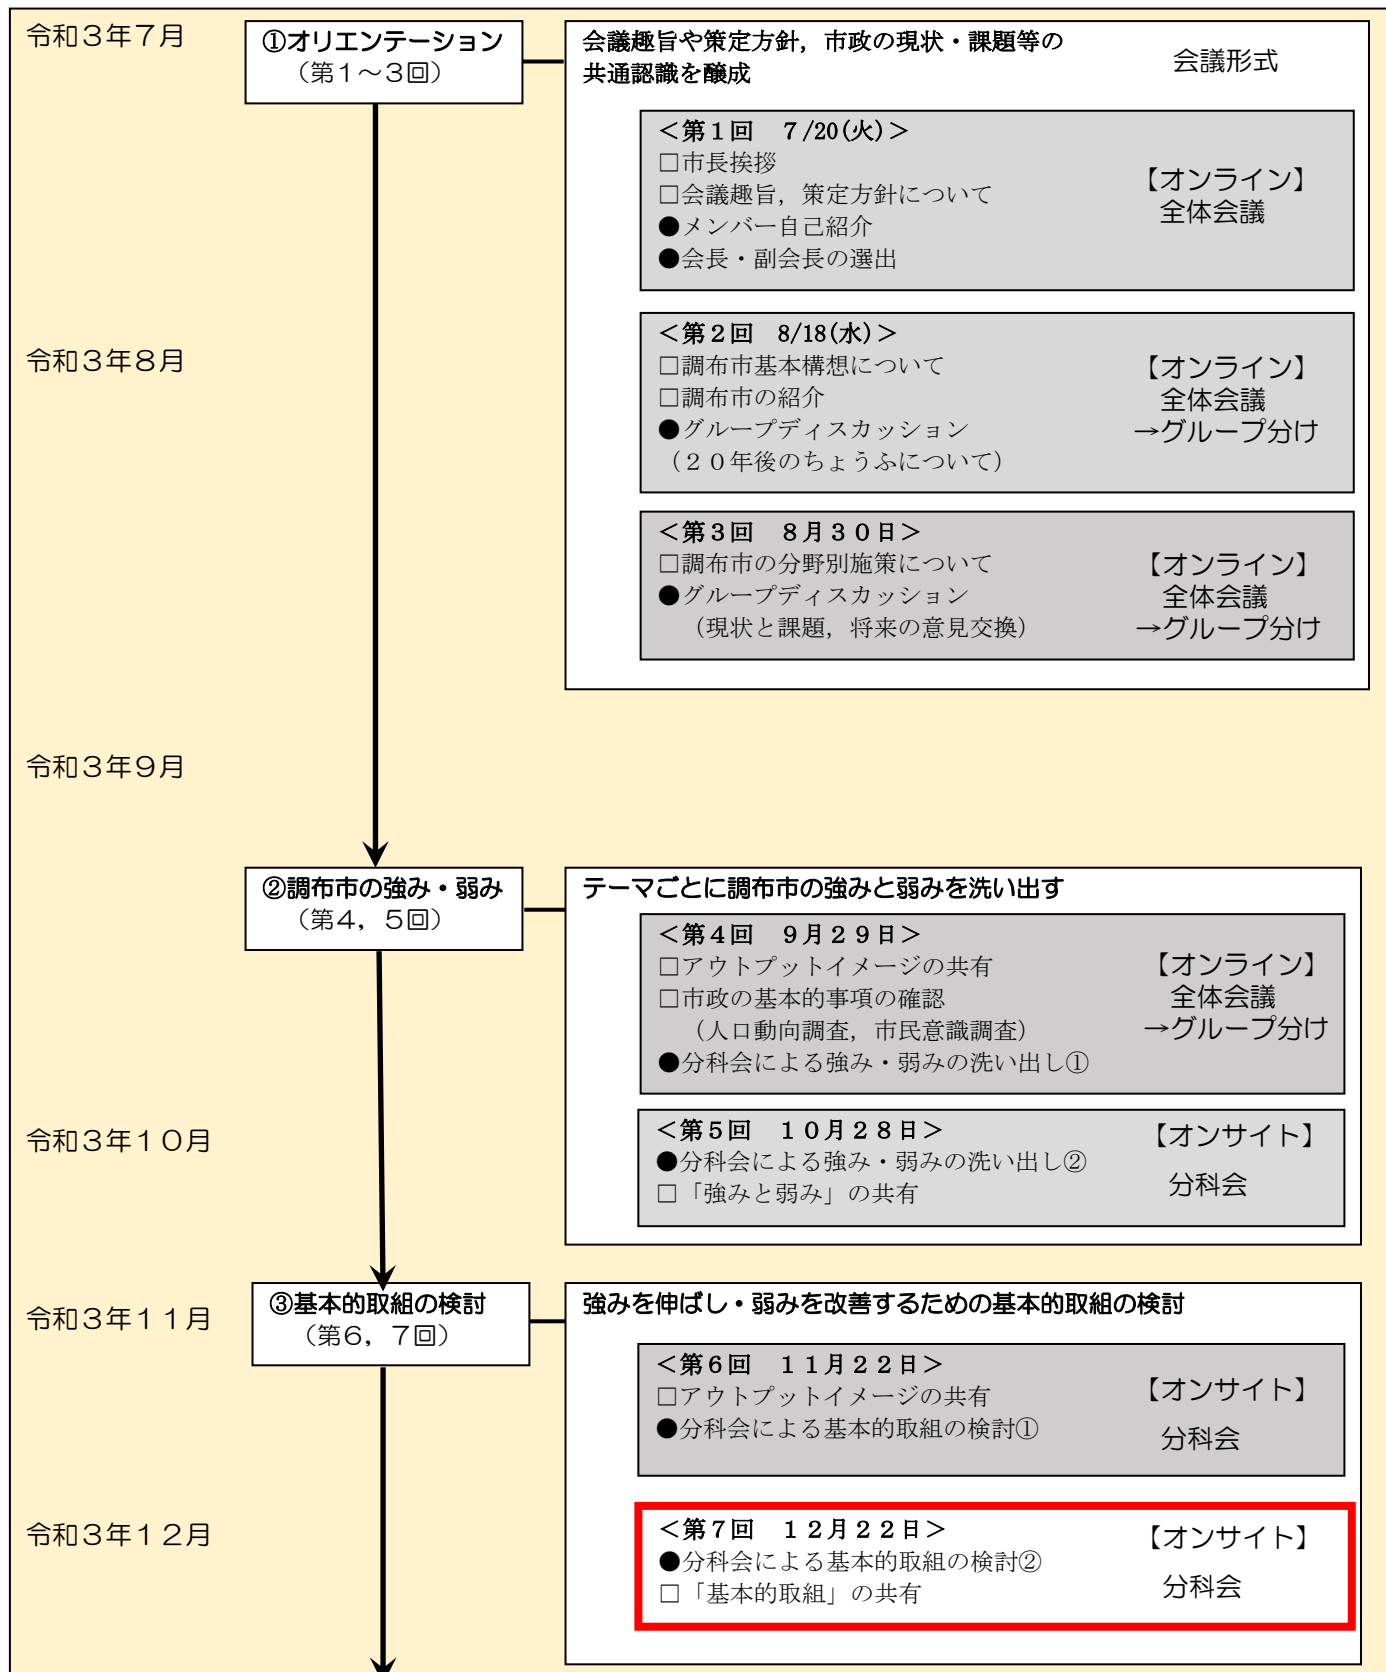 令和３年７月
①オリエンテーション
（第１～３回）
会議趣旨や策定方針，市政の現状・課題等の
共通認識を醸成
会議形式
＜第１回　７/20(火)＞
□市長挨拶
□会議趣旨，策定方針について
●メンバー自己紹介
●会長・副会長の選出
【オンライン】
全体会議
令和３年８月
＜第２回　8/18(水)＞
□調布市基本構想について
□調布市の紹介
●グループディスカッション
（２０年後のちょうふについて）
【オンライン】
全体会議
→グループ分け
＜第３回　８月３０日＞
□調布市の分野別施策について
●グループディスカッション
（現状と課題，将来の意見交換）
【オンライン】
全体会議
→グループ分け
令和３年９月
②調布市の強み・弱み
（第４，５回）
テーマごとに調布市の強みと弱みを洗い出す
＜第４回　９月２９日＞
□アウトプットイメージの共有
□市政の基本的事項の確認
（人口動向調査，市民意識調査）
●分科会による強み・弱みの洗い出し①
【オンライン】
全体会議
→グループ分け
令和３年１０月
＜第５回　１０月２８日＞
●分科会による強み・弱みの洗い出し②
□「強みと弱み」の共有
【オンサイト】
分科会
令和３年１１月
③基本的取組の検討
（第６，７回）
強みを伸ばし・弱みを改善するための基本的取組の検討
＜第６回　１１月２２日＞
□アウトプットイメージの共有
●分科会による基本的取組の検討①
【オンサイト】
分科会
令和３年１２月
＜第７回　１２月２２日＞
●分科会による基本的取組の検討②
□「基本的取組」の共有
【オンサイト】
分科会